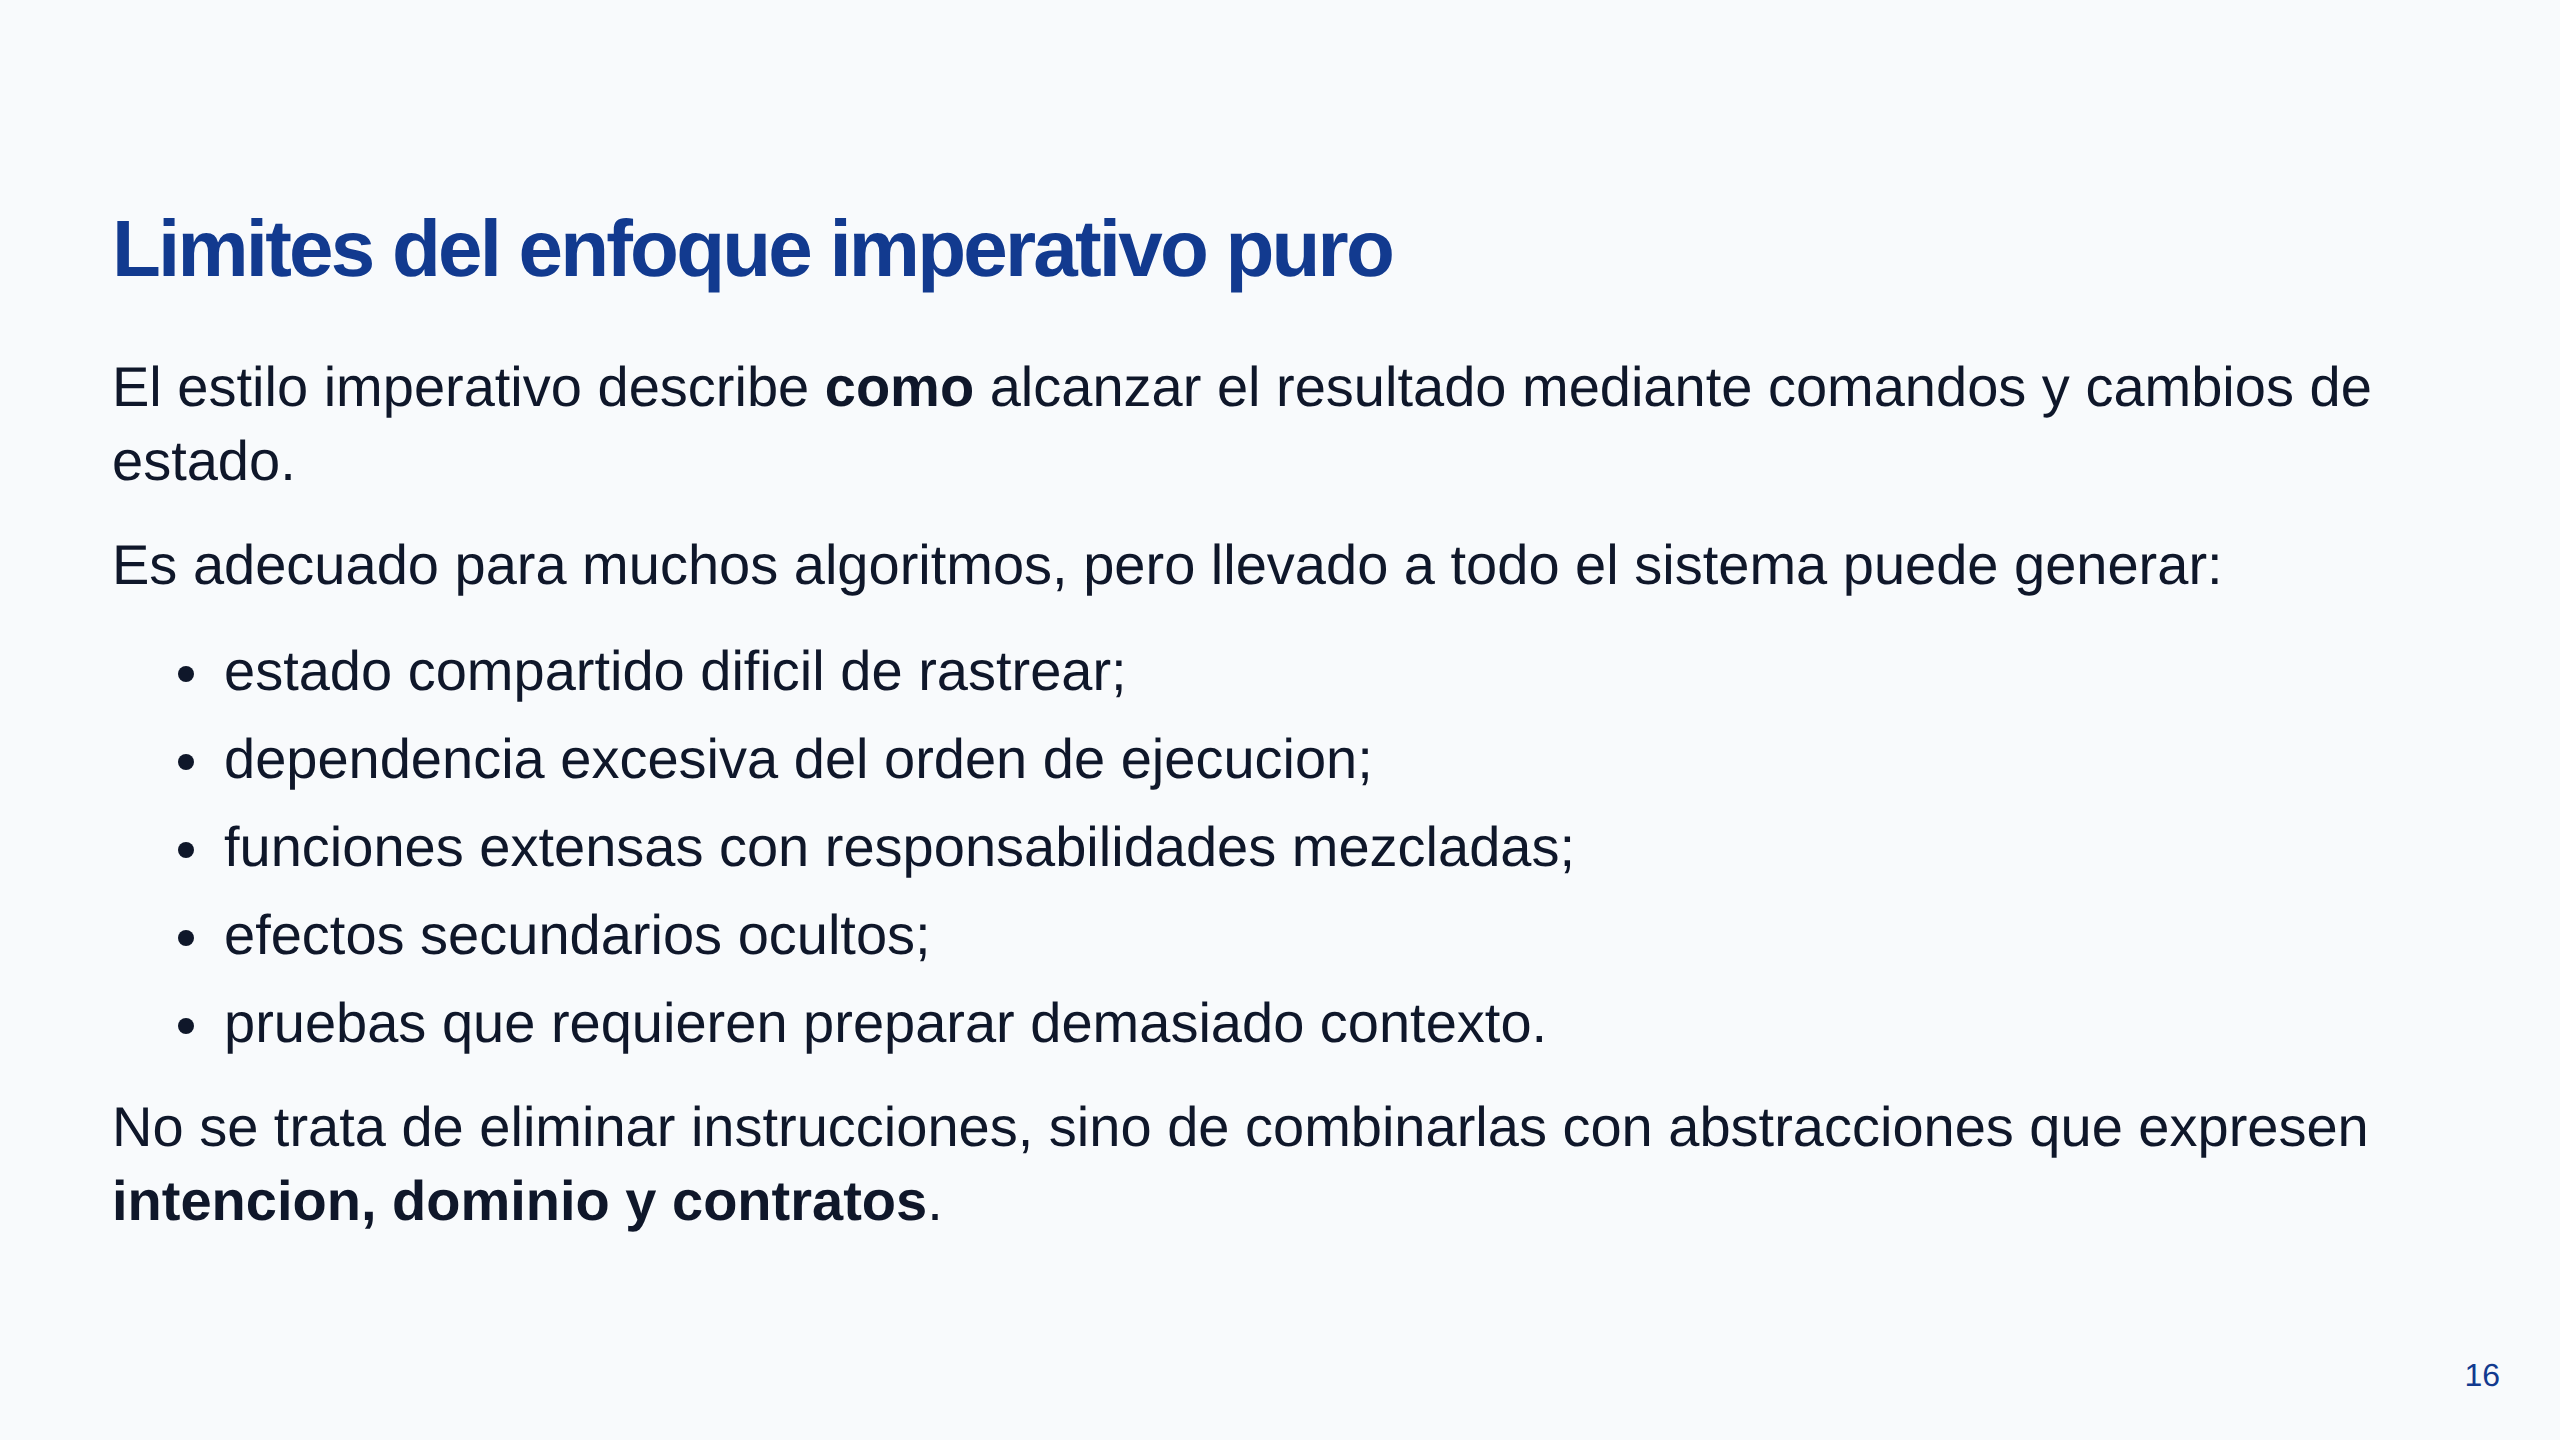 Limites del enfoque imperativo puro
El estilo imperativo describe como alcanzar el resultado mediante comandos y cambios de
estado.
Es adecuado para muchos algoritmos, pero llevado a todo el sistema puede generar:
• estado compartido dificil de rastrear;
• dependencia excesiva del orden de ejecucion;
• funciones extensas con responsabilidades mezcladas;
• efectos secundarios ocultos;
• pruebas que requieren preparar demasiado contexto.
No se trata de eliminar instrucciones, sino de combinarlas con abstracciones que expresen
intencion, dominio y contratos.
16